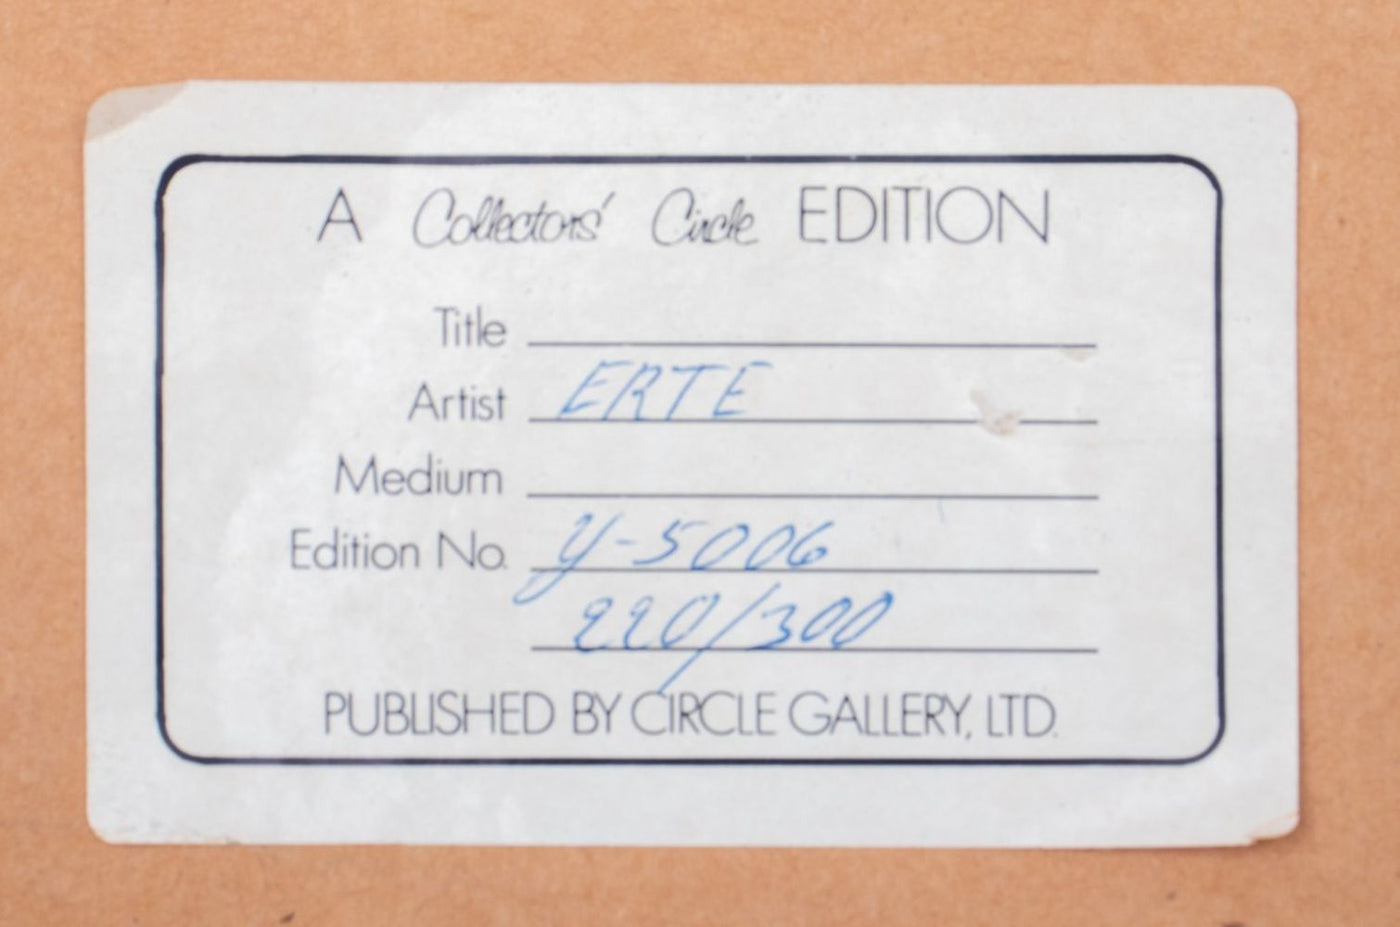 A Collectors' Circle EDITION
Title
Artist ERTE
Medium
Edition No. Y-5006
220/300
PUBLISHED BY CIRCLE GALLERY, LTD.